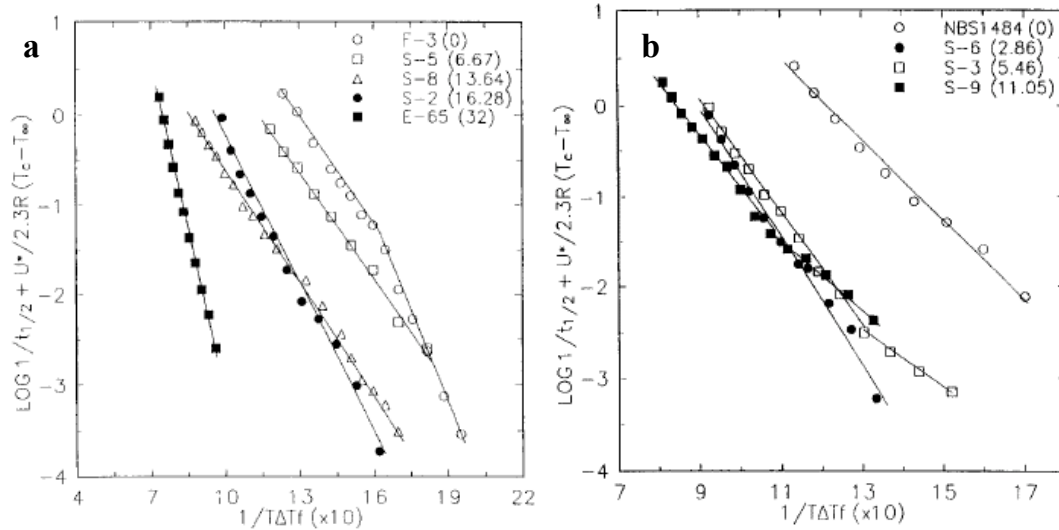 a
F-3 (0)
S-5 (6.67)
S-8 (13.64)
S-2 (16.28)
E-65 (32)
1
0
-1
-2
-3
-4
4 7 10 13 16 19 22
LOG 1/t1/2 + U*/2.3R (Tc-T∞)
1/TΔTf (x10)
b
NBS1484 (0)
S-6 (2.86)
S-3 (5.46)
S-9 (11.05)
1
0
-1
-2
-3
-4
7 9 11 13 15 17
LOG 1/t1/2 + U*/2.3R (Tc-T∞)
1/TΔTf (x10)